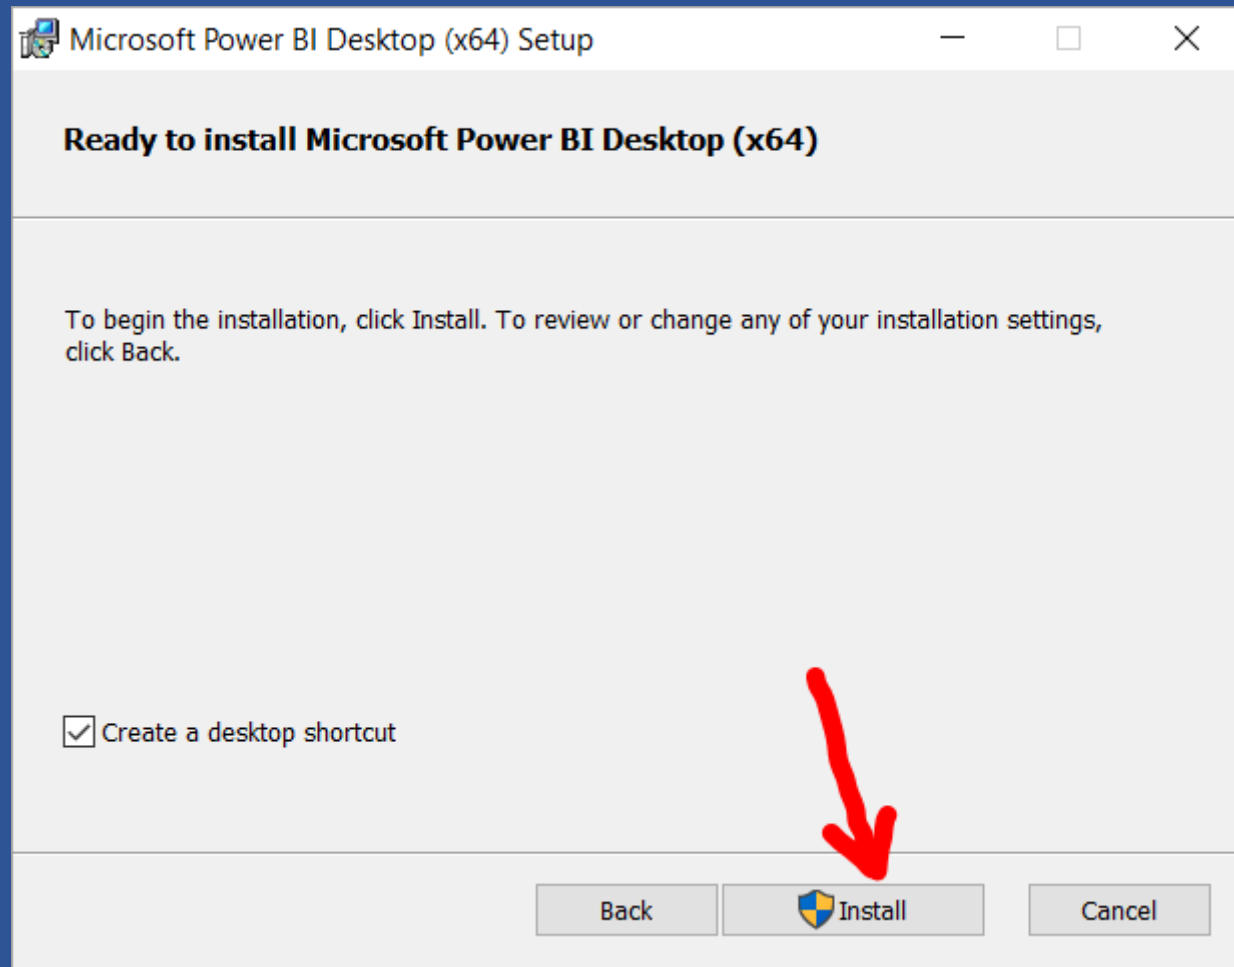 Microsoft Power BI Desktop (x64) Setup
Ready to install Microsoft Power BI Desktop (x64)
To begin the installation, click Install. To review or change any of your installation settings,
click Back.
Create a desktop shortcut
Back Install Cancel